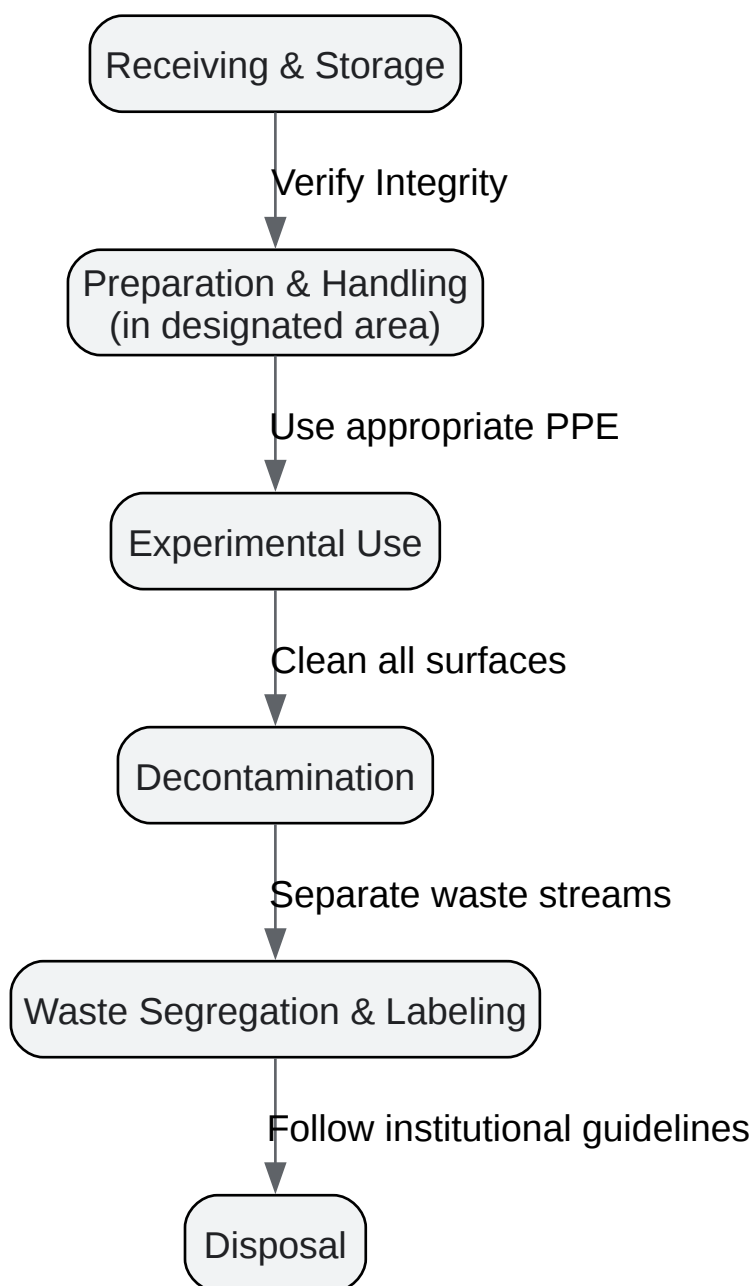 Receiving & Storage
Verify Integrity
Preparation & Handling
(in designated area)
Use appropriate PPE
Experimental Use
Clean all surfaces
Decontamination
Separate waste streams
Waste Segregation & Labeling
Follow institutional guidelines
Disposal